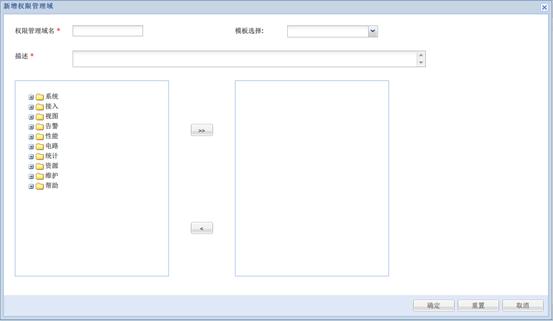 新增权限管理域
权限管理域名 * 模板选择:
描述 *
系统
接入
视图
告警
性能
电路
统计
资源
维护
帮助
>>
<
确定 重置 取消